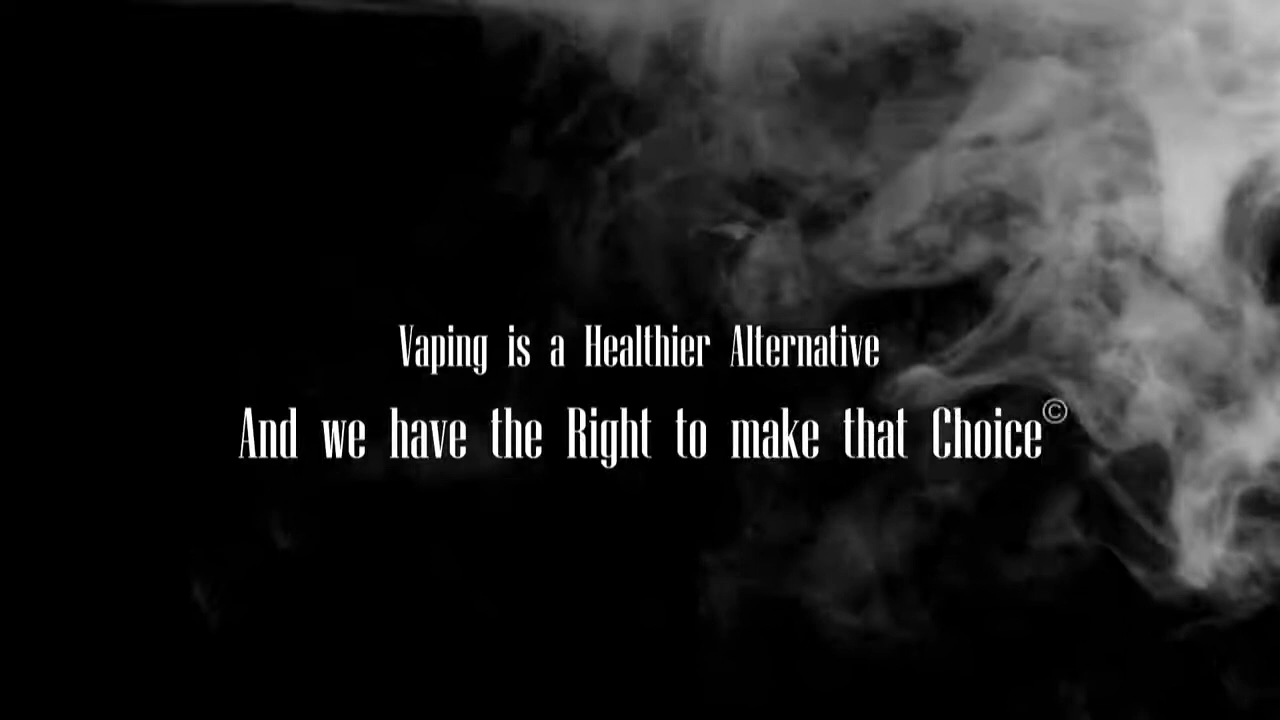 Vaping is a Healthier Alternative
And we have the Right to make that Choice©